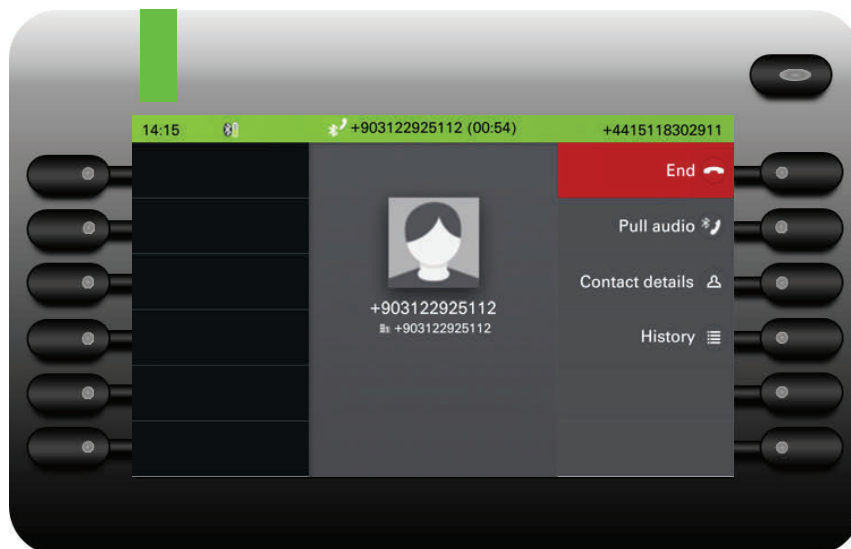 14:15
+903122925112 (00:54)
+4415118302911
End
Pull audio
Contact details
History
+903122925112
+903122925112